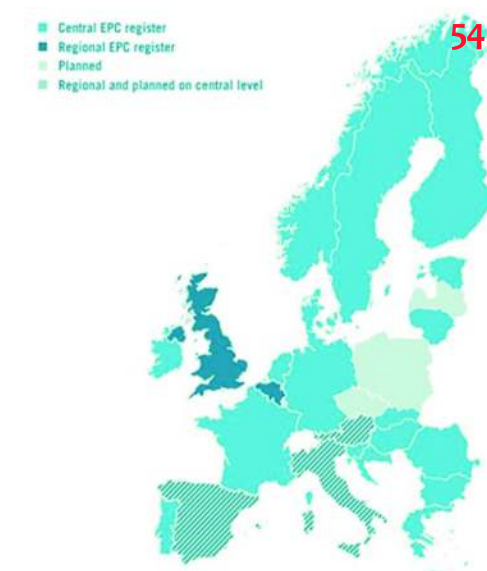 Central EPC register
54
Regional EPC register
Planned
Regional and planned on central level